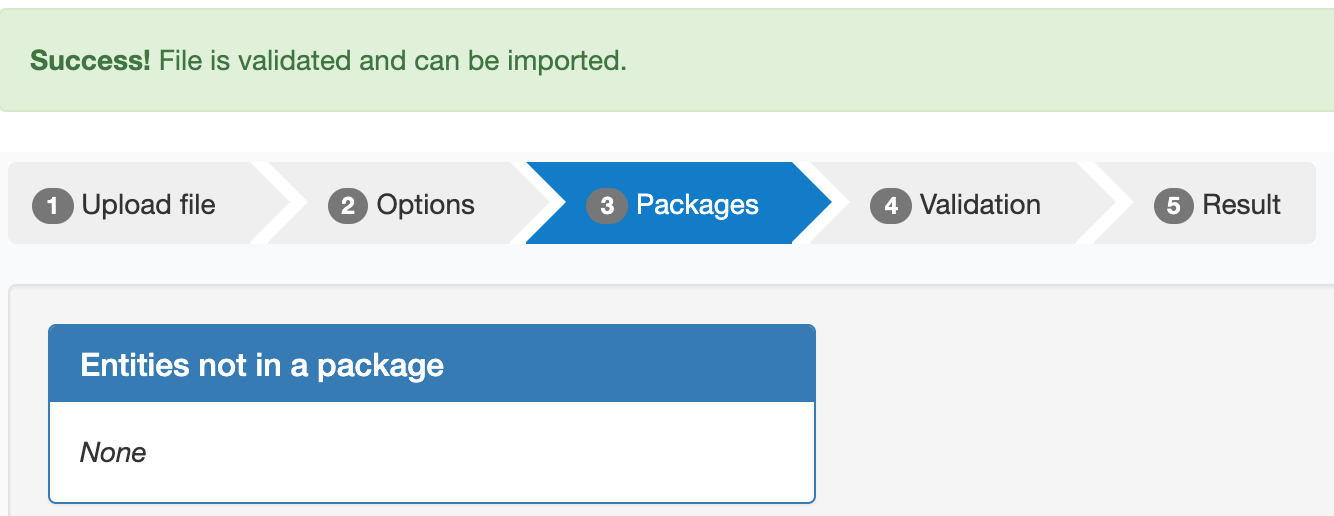 Success! File is validated and can be imported.
1 Upload file 2 Options 3 Packages 4 Validation 5 Result
Entities not in a package
None